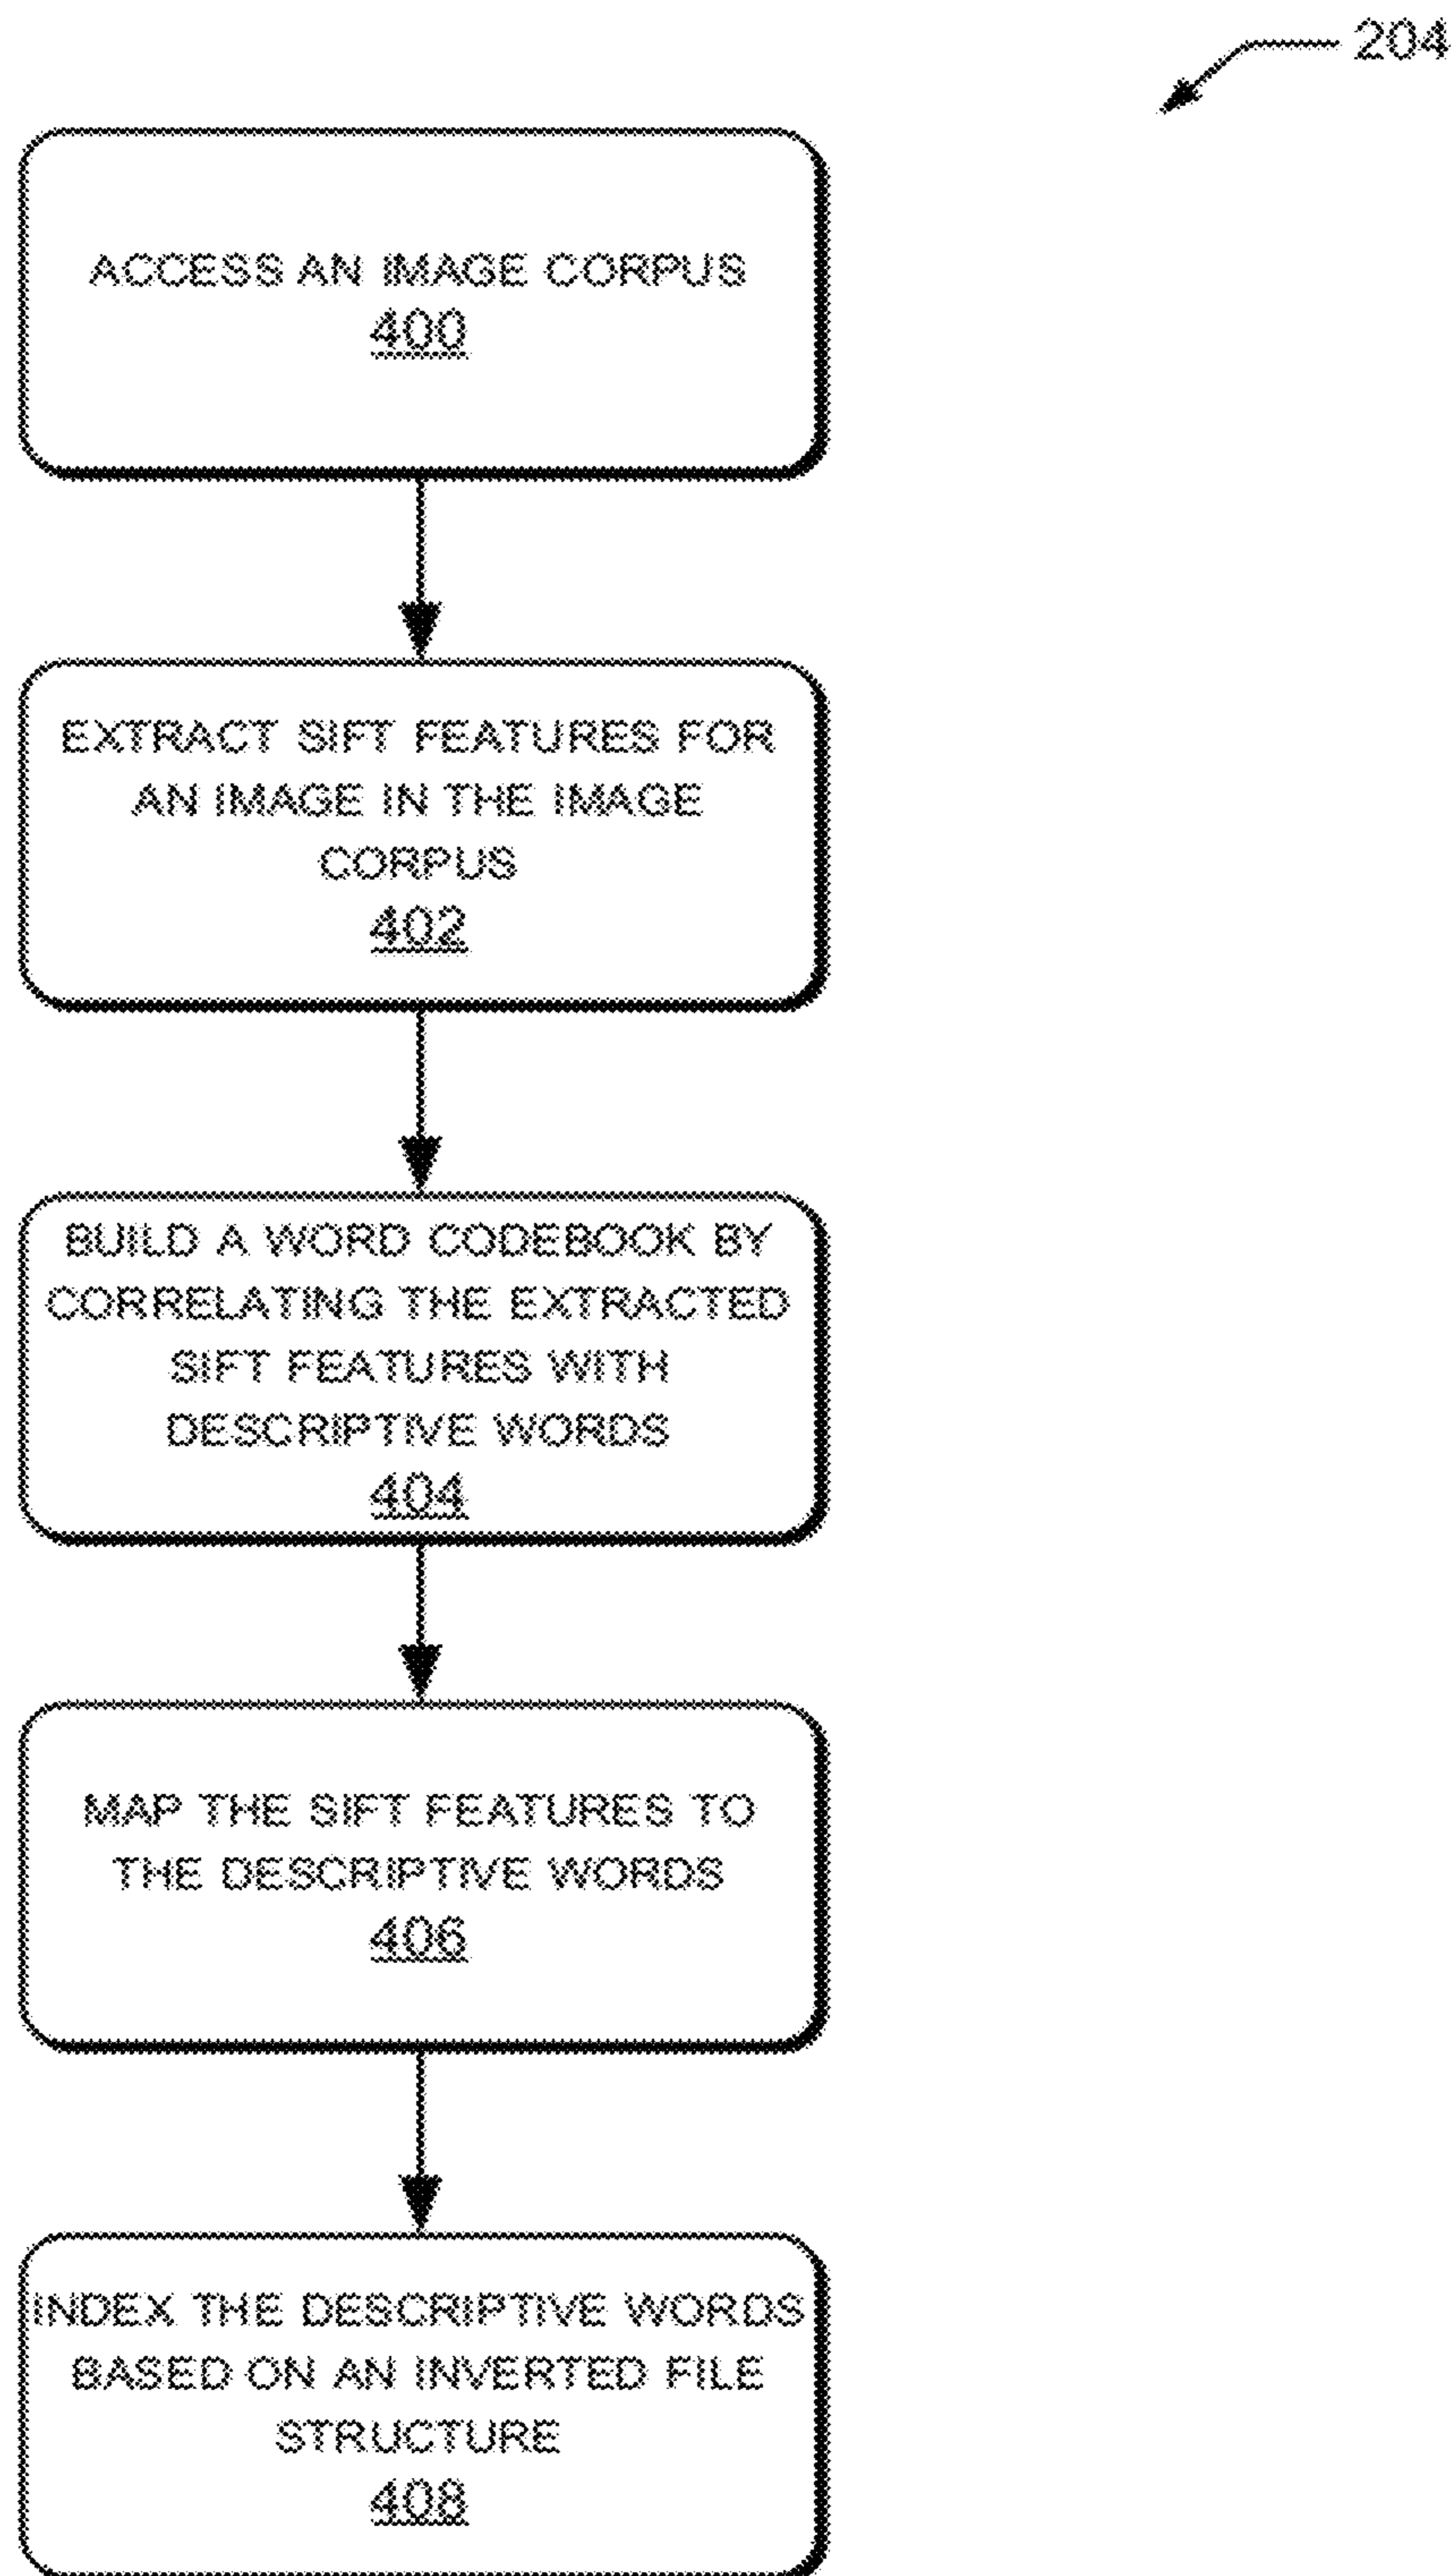 204
ACCESS AN IMAGE CORPUS
400
EXTRACT SIFT FEATURES FOR
AN IMAGE IN THE IMAGE
CORPUS
402
BUILD A WORD CODEBOOK BY
CORRELATING THE EXTRACTED
SIFT FEATURES WITH
DESCRIPTIVE WORDS
404
MAP THE SIFT FEATURES TO
THE DESCRIPTIVE WORDS
406
INDEX THE DESCRIPTIVE WORDS
BASED ON AN INVERTED FILE
STRUCTURE
408